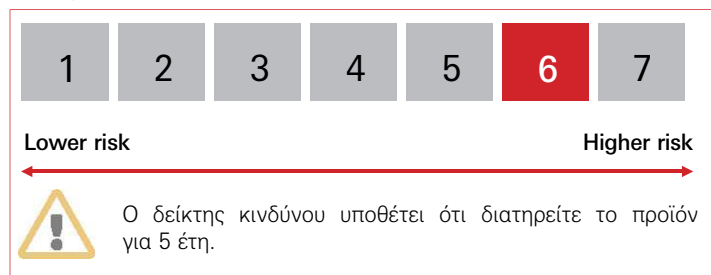 1 2 3 4 5 6 7
Lower risk Higher risk
Ο δείκτης κινδύνου υποθέτει ότι διατηρείτε το προϊόν
για 5 έτη.